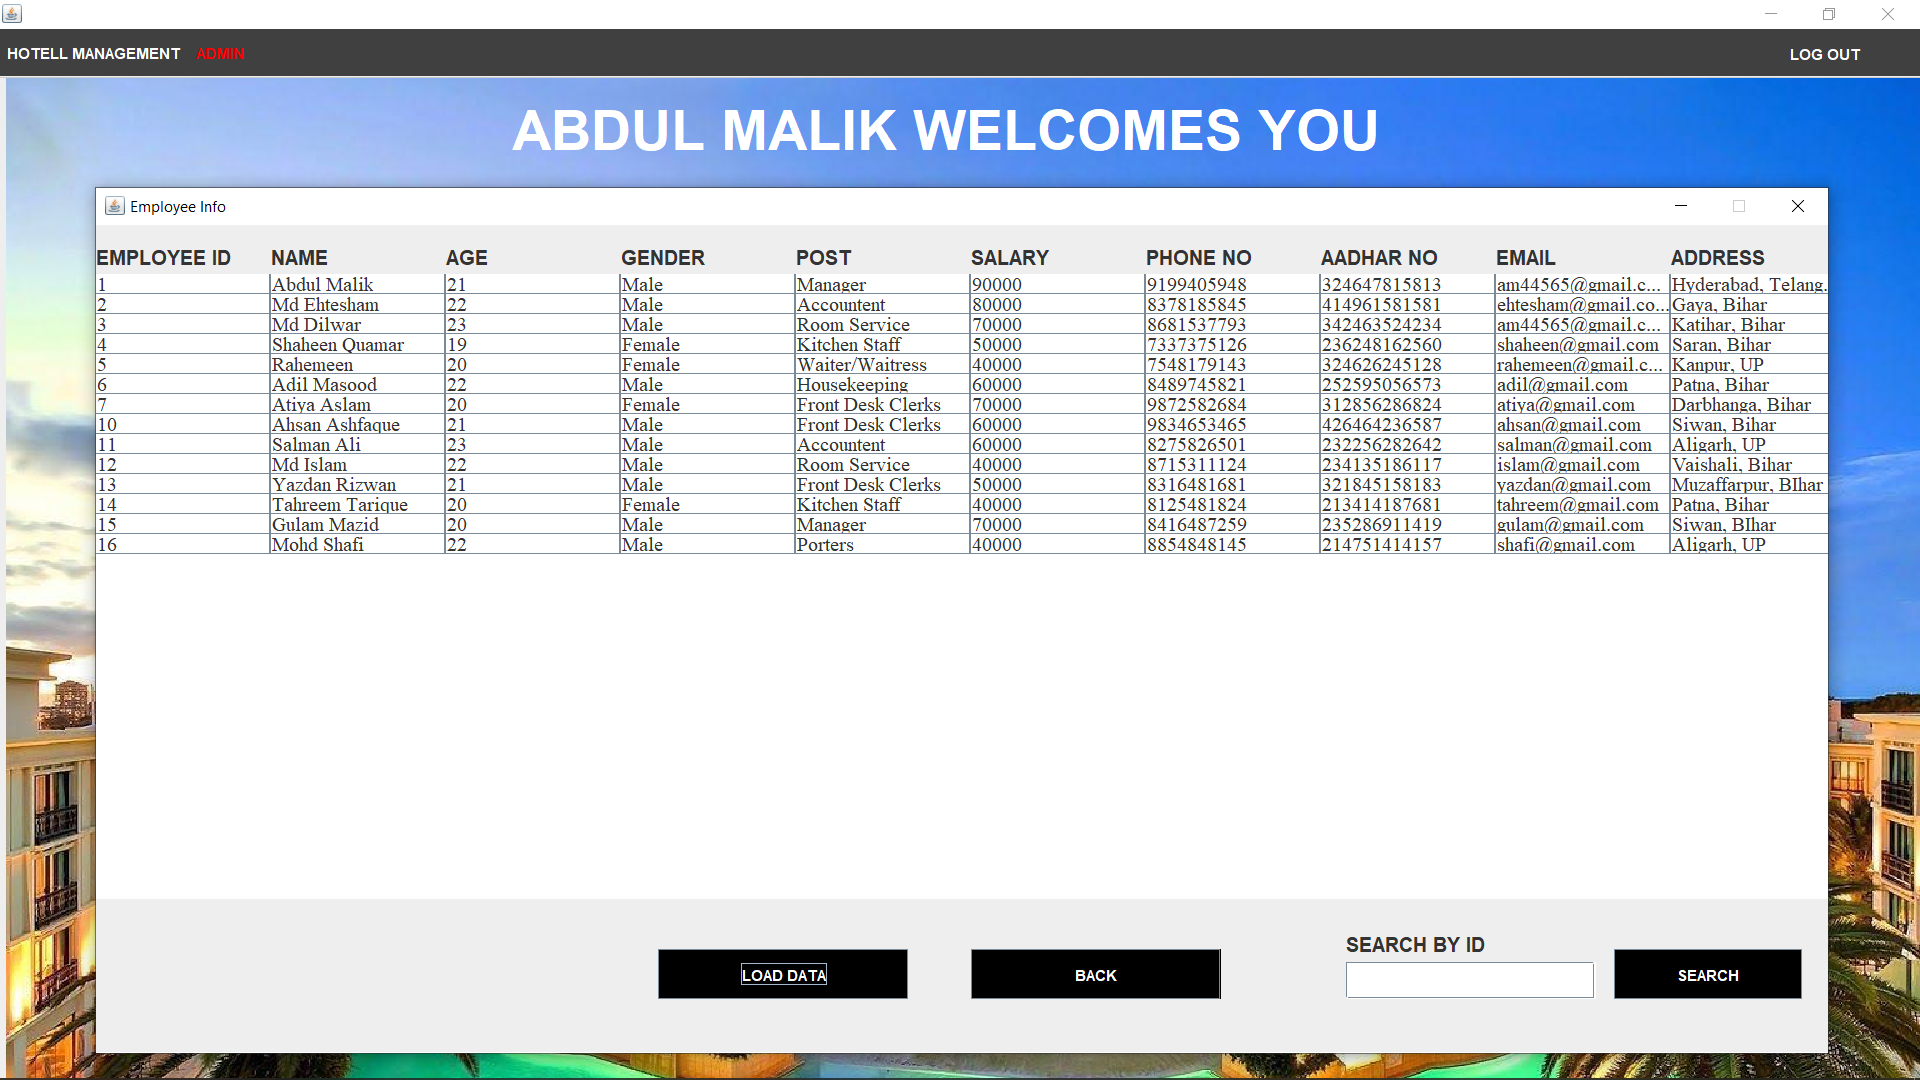 HOTELL MANAGEMENT ADMIN LOG OUT
ABDUL MALIK WELCOMES YOU
Employee Info
EMPLOYEE ID NAME AGE GENDER POST SALARY PHONE NO AADHAR NO EMAIL ADDRESS
1 Abdul Malik 21 Male Manager 90000 9199405948 324647815813 am44565@gmail.c... Hyderabad, Telang.
2 Md Ehtesham 22 Male Accountent 80000 8378185845 414961581581 ehtesham@gmail.co... Gaya, Bihar
3 Md Dilwar 23 Male Room Service 70000 8681537793 342463524234 am44565@gmail.c... Katihar, Bihar
4 Shaheen Quamar 19 Female Kitchen Staff 50000 7337375126 236248162560 shaheen@gmail.com Saran, Bihar
5 Rahemeen 20 Female Waiter/Waitress 40000 7548179143 324626245128 rahemeen@gmail.c... Kanpur, UP
6 Adil Masood 22 Male Housekeeping 60000 8489745821 252595056573 adil@gmail.com Patna, Bihar
7 Atiya Aslam 20 Female Front Desk Clerks 70000 9872582684 312856286824 atiya@gmail.com Darbhanga, Bihar
10 Ahsan Ashfaque 21 Male Front Desk Clerks 60000 9834653465 426464236587 ahsan@gmail.com Siwan, Bihar
11 Salman Ali 23 Male Accountent 60000 8275826501 232256282642 salman@gmail.com Aligarh, UP
12 Md Islam 22 Male Room Service 40000 8715311124 234135186117 islam@gmail.com Vaishali, Bihar
13 Yazdan Rizwan 21 Male Front Desk Clerks 50000 8316481681 321845158183 yazdan@gmail.com Muzaffarpur, BIhar
14 Tahreem Tarique 20 Female Kitchen Staff 40000 8125481824 213414187681 tahreem@gmail.com Patna, Bihar
15 Gulam Mazid 20 Male Manager 70000 8416487259 235286911419 gulam@gmail.com Siwan, BIhar
16 Mohd Shafi 22 Male Porters 40000 8854848145 214751414157 shafi@gmail.com Aligarh, UP
SEARCH BY ID
LOAD DATA BACK SEARCH